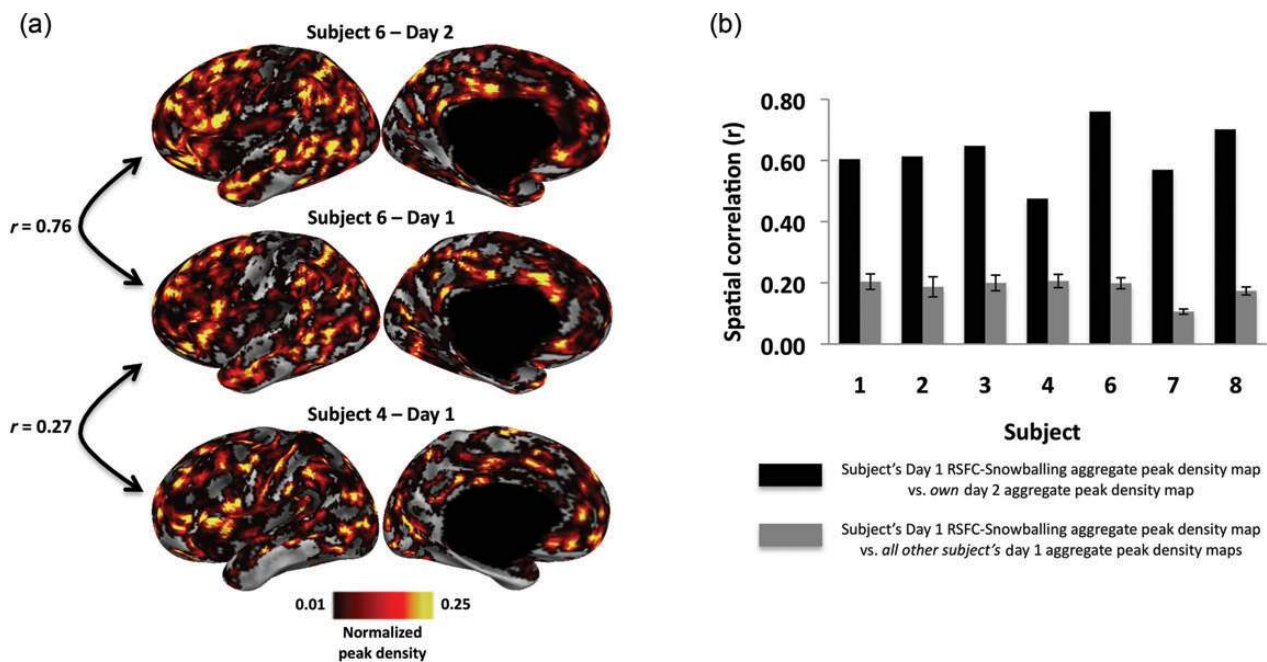 (a)
Subject 6 – Day 2
r = 0.76
Subject 6 – Day 1
r = 0.27
Subject 4 – Day 1
0.01
0.25
Normalized
peak density
(b)
Spatial correlation (r)
0.80
0.60
0.40
0.20
0.00
1 2 3 4 6 7 8
Subject
Subject's Day 1 RSFC-Snowballing aggregate peak density map
vs. own day 2 aggregate peak density map
Subject's Day 1 RSFC-Snowballing aggregate peak density map
vs. all other subject's day 1 aggregate peak density maps